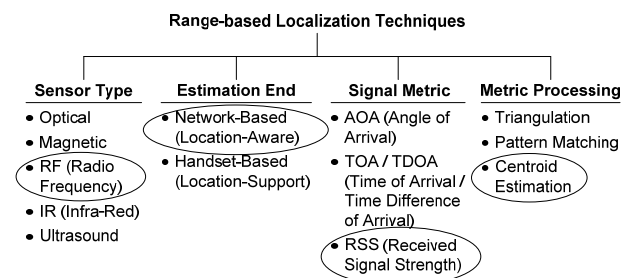 Range-based Localization Techniques
Sensor Type
• Optical
• Magnetic
• RF (Radio
Frequency)
• IR (Infra-Red)
• Ultrasound
Estimation End
• Network-Based
(Location-Aware)
• Handset-Based
(Location-Support)
Signal Metric
• AOA (Angle of
Arrival)
• TOA / TDOA
(Time of Arrival /
Time Difference
of Arrival)
• RSS (Received
Signal Strength)
Metric Processing
• Triangulation
• Pattern Matching
• Centroid
Estimation